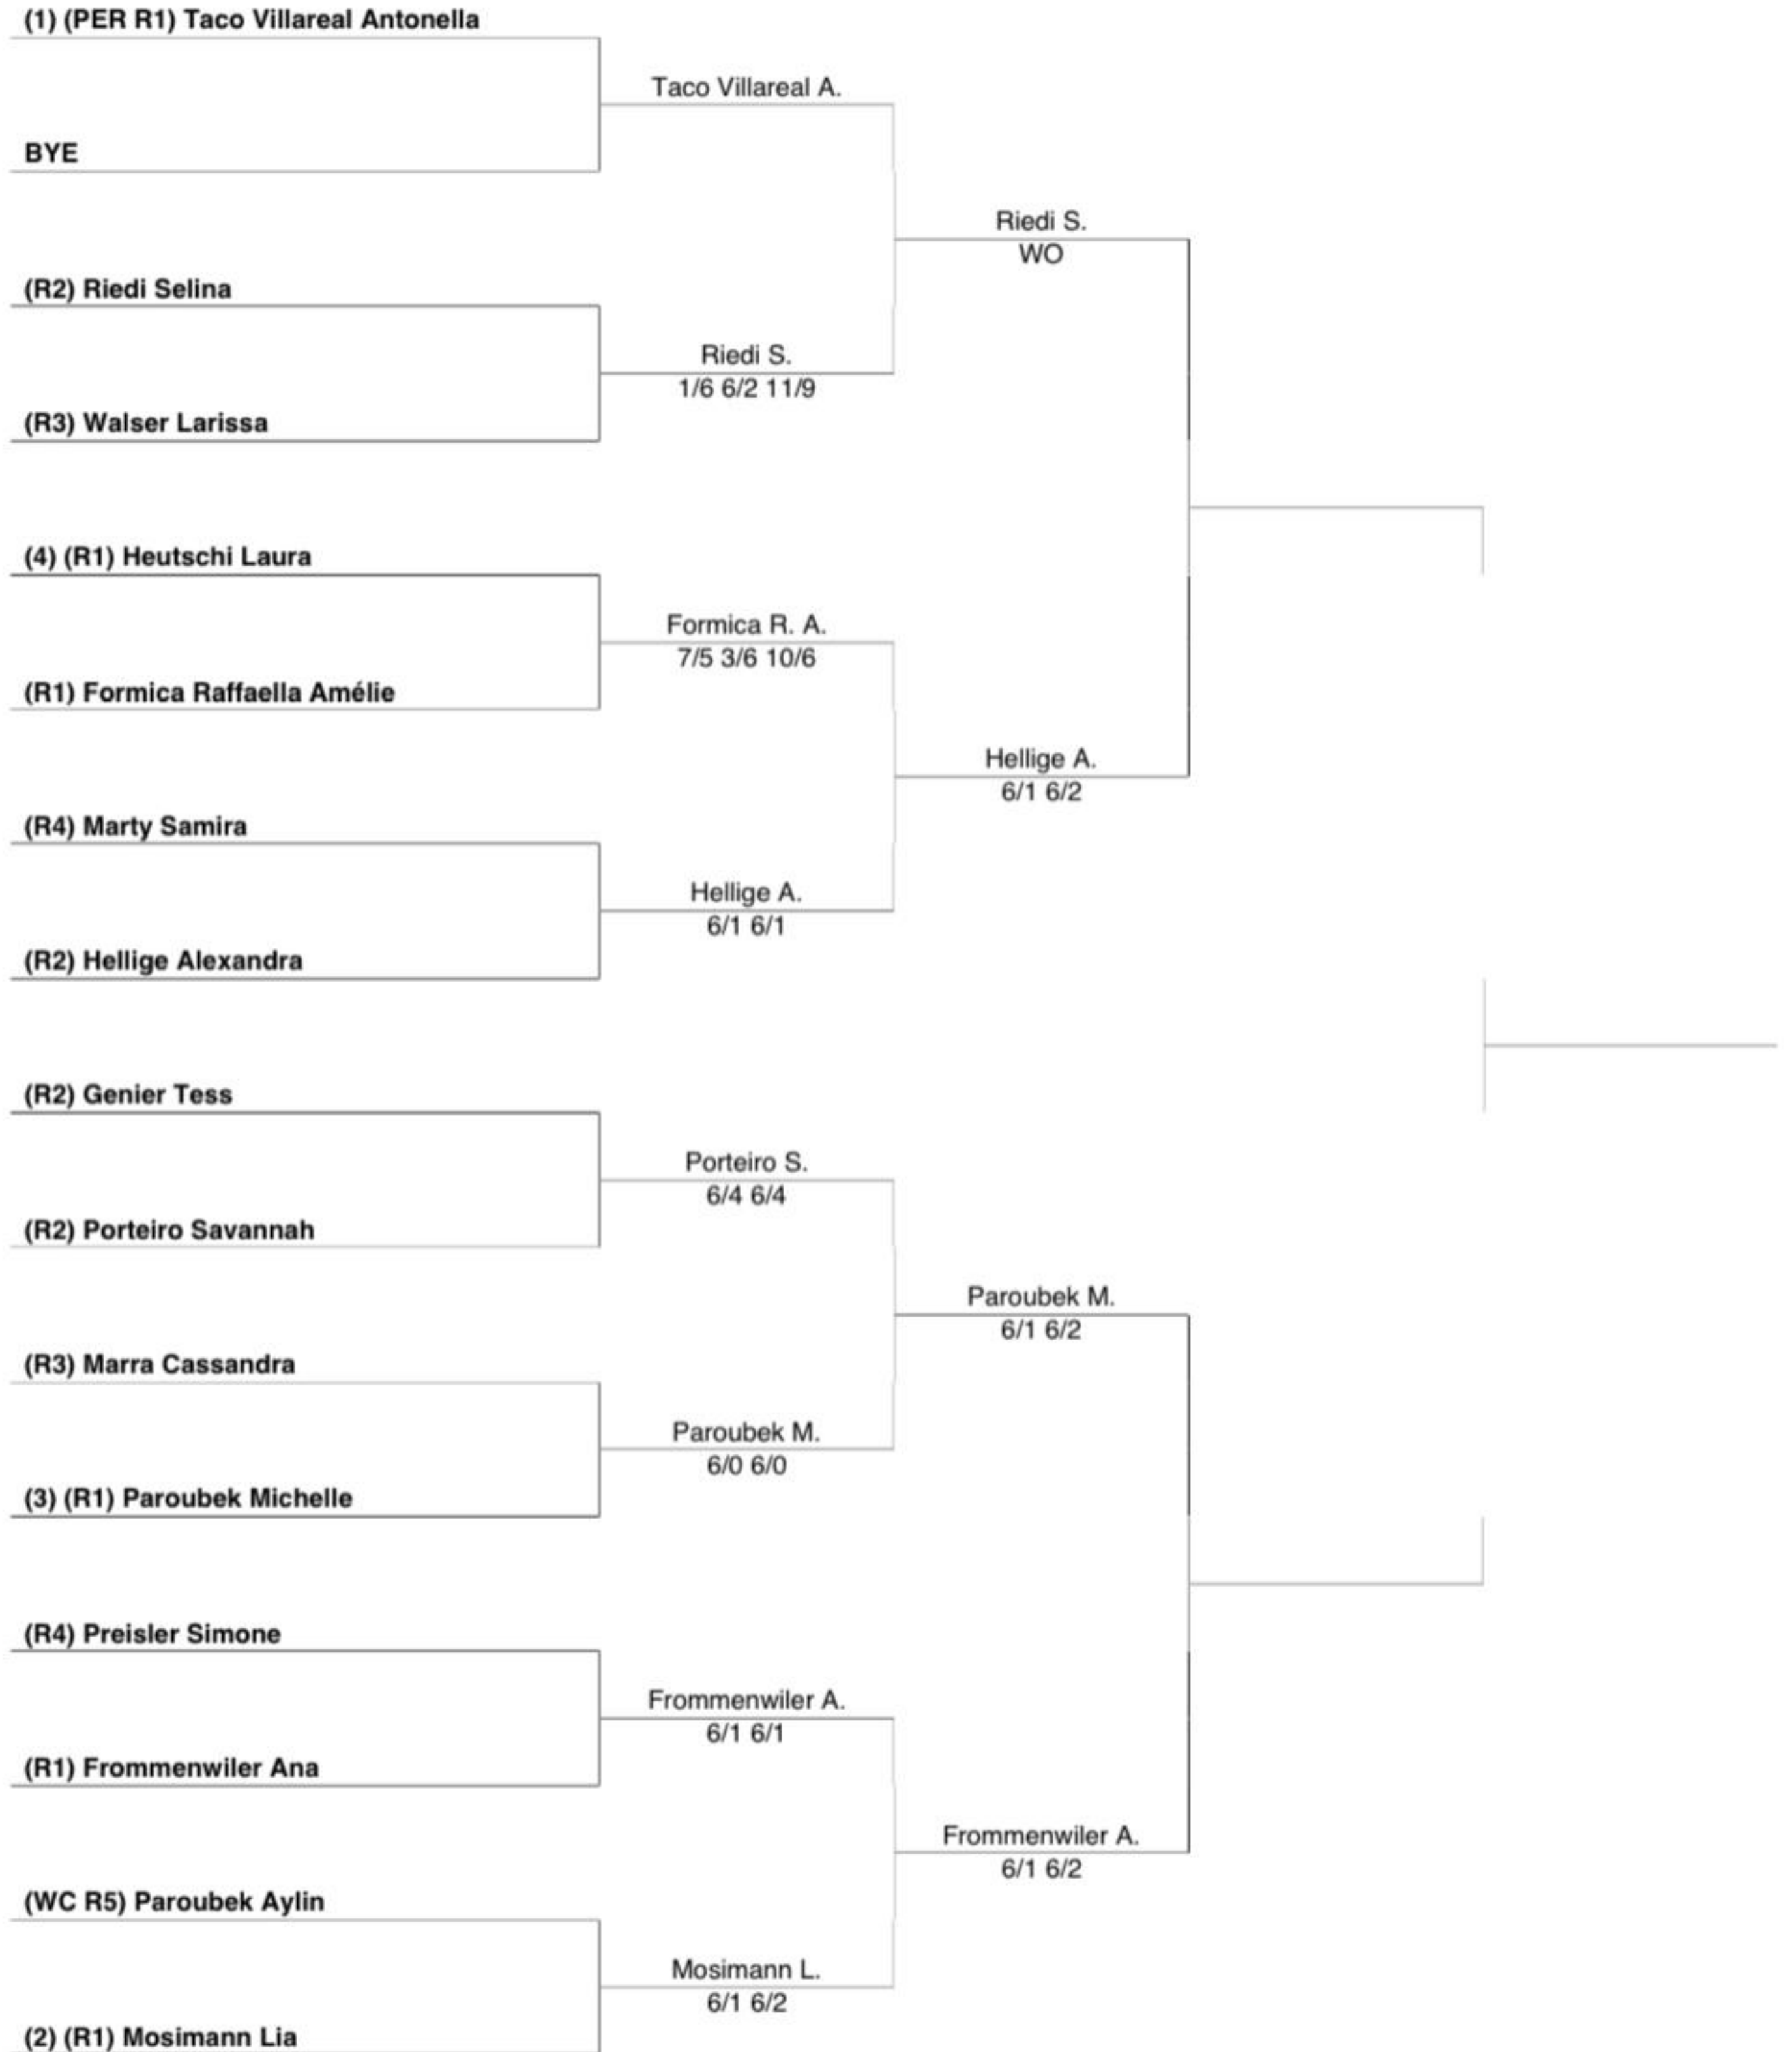 (1) (PER R1) Taco Villareal Antonella
Taco Villareal A.
BYE
Riedi S.
WO
(R2) Riedi Selina
Riedi S.
1/6 6/2 11/9
(R3) Walser Larissa
(4) (R1) Heutschi Laura
Formica R. A.
7/5 3/6 10/6
(R1) Formica Raffaella Amélie
Hellige A.
6/1 6/2
(R4) Marty Samira
Hellige A.
6/1 6/1
(R2) Hellige Alexandra
(R2) Genier Tess
Porteiro S.
6/4 6/4
(R2) Porteiro Savannah
Paroubek M.
6/1 6/2
(R3) Marra Cassandra
Paroubek M.
6/0 6/0
(3) (R1) Paroubek Michelle
(R4) Preisler Simone
Frommenwiler A.
6/1 6/1
(R1) Frommenwiler Ana
Frommenwiler A.
6/1 6/2
(WC R5) Paroubek Aylin
Mosimann L.
6/1 6/2
(2) (R1) Mosimann Lia